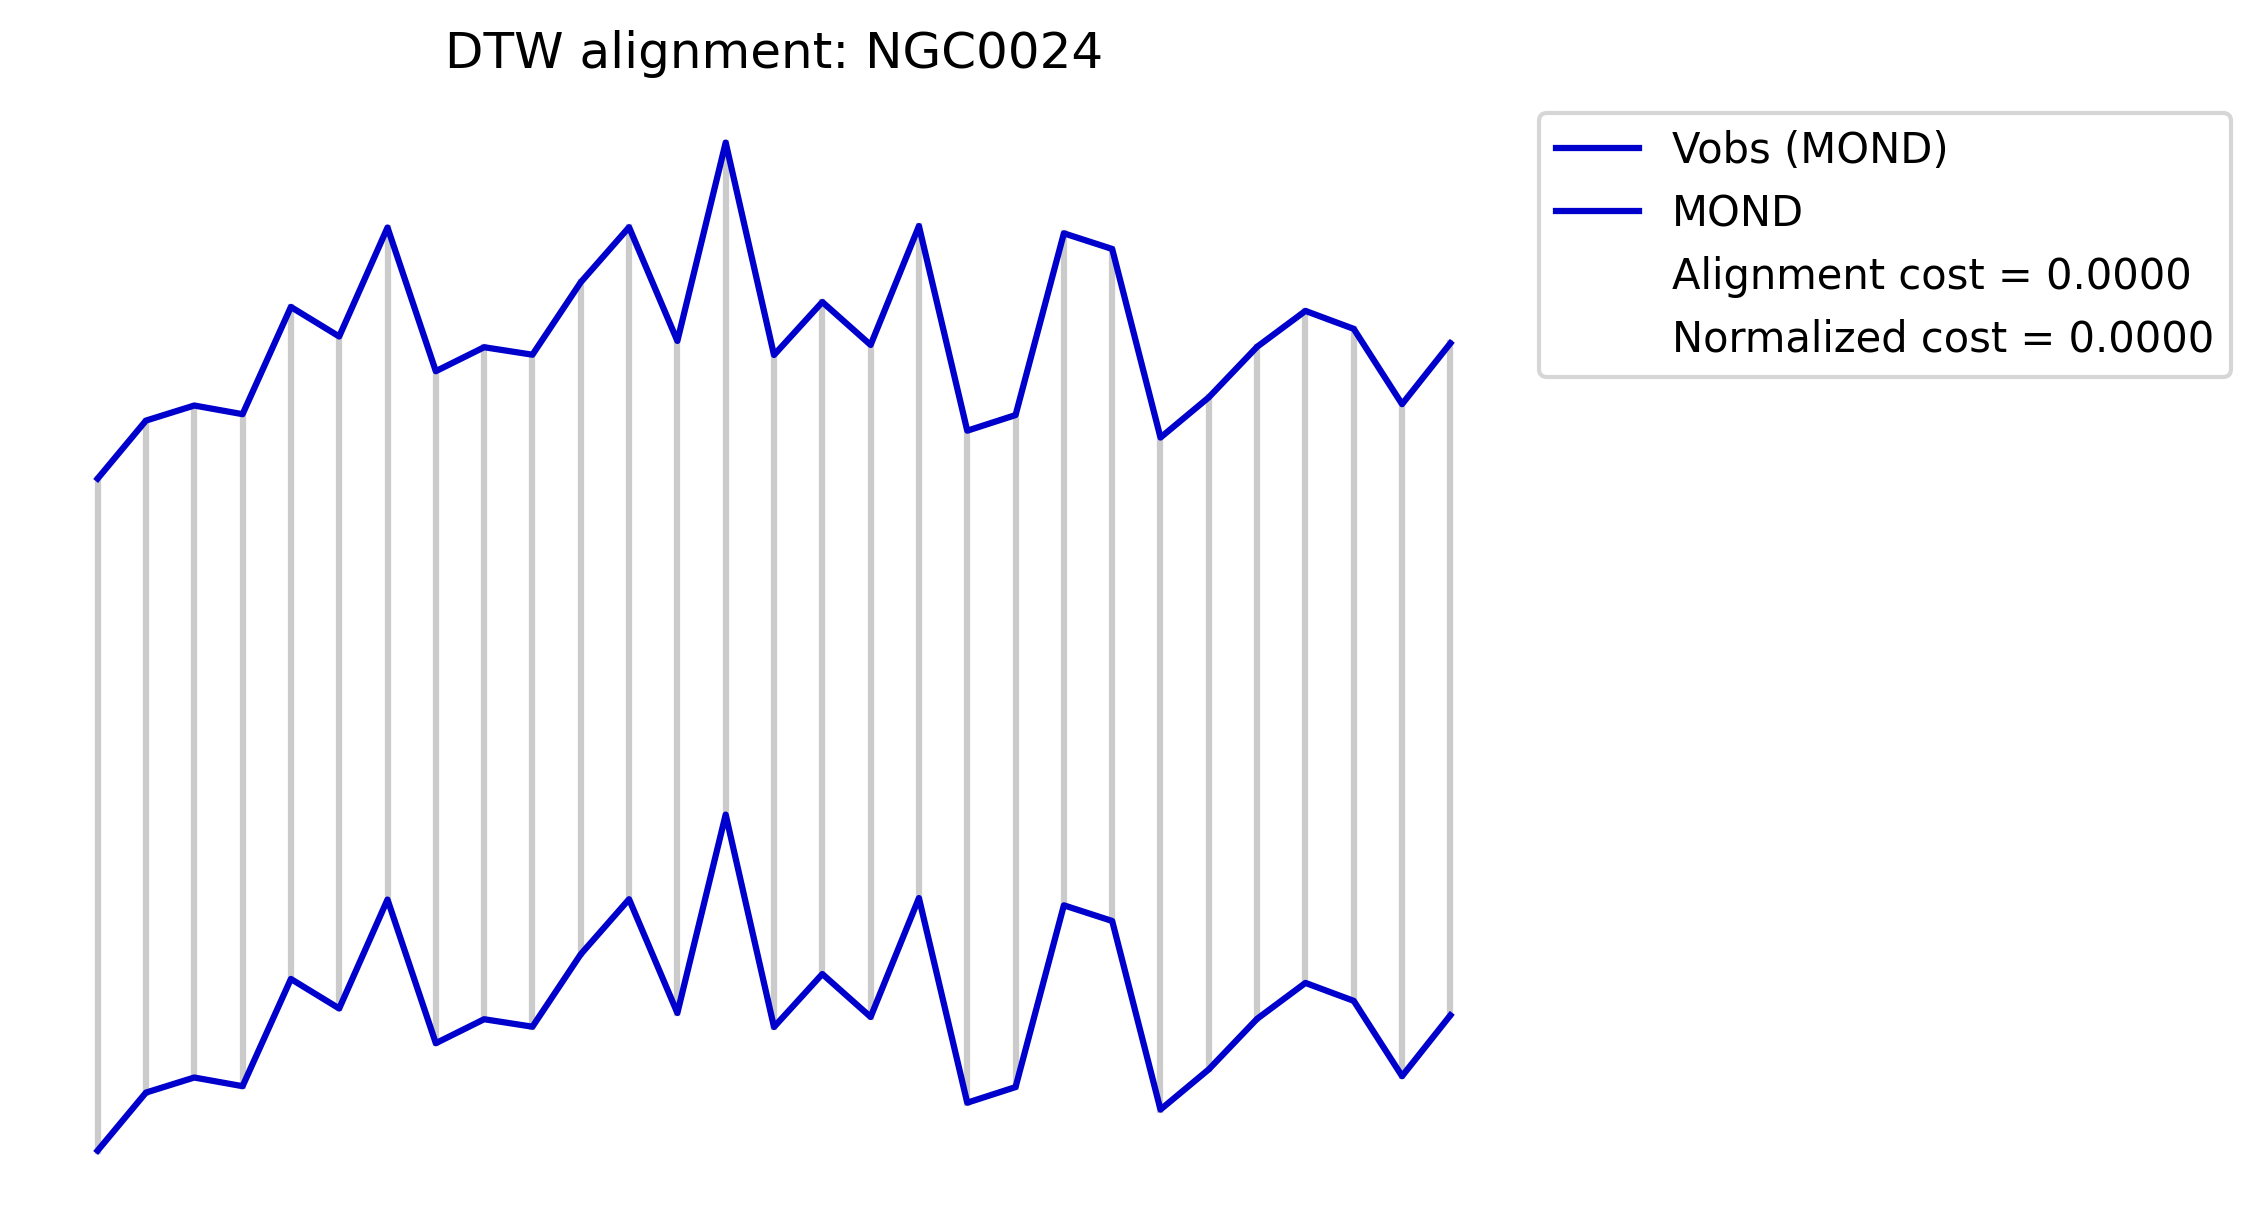 DTW alignment: NGC0024
Vobs (MOND)
MOND
Alignment cost = 0.0000
Normalized cost = 0.0000